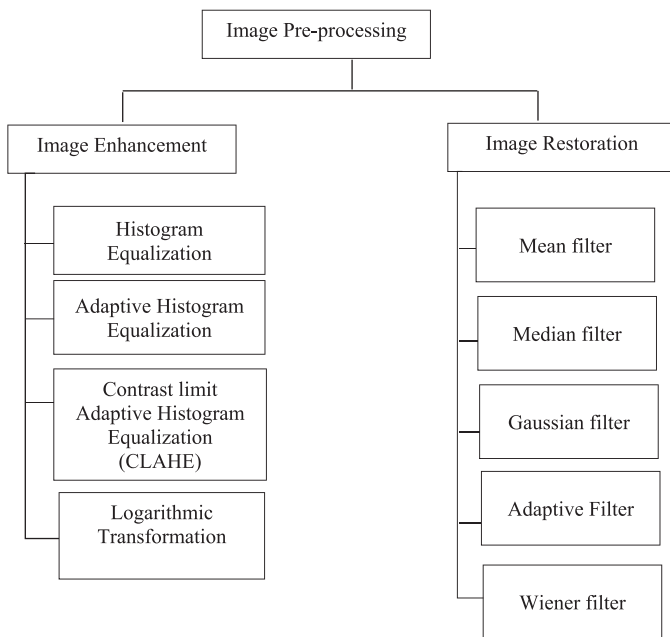 Image Pre-processing
Image Enhancement
Histogram
Equalization
Adaptive Histogram
Equalization
Contrast limit
Adaptive Histogram
Equalization
(CLAHE)
Logarithmic
Transformation
Image Restoration
Mean filter
Median filter
Gaussian filter
Adaptive Filter
Wiener filter